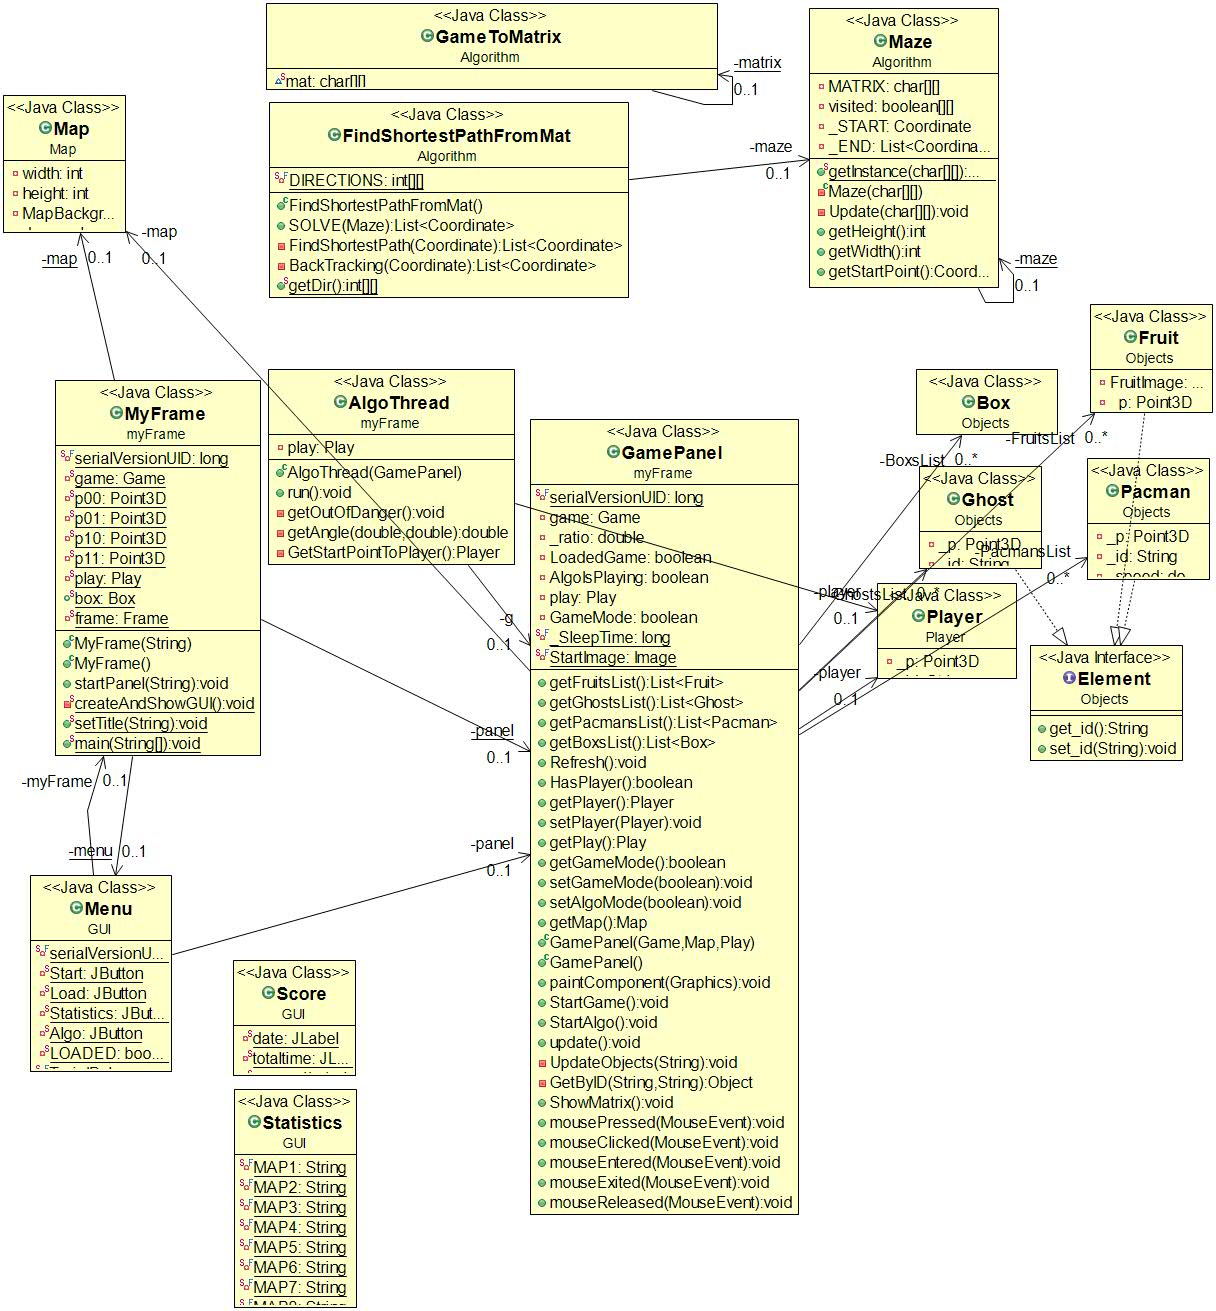 <<Java Class>>
GameToMatrix
Algorithm
mat: char[][]
-matrix
0..1
<<Java Class>>
Maze
Algorithm
MATRIX: char[][]
visited: boolean[][]
_START: Coordinate
_END: List<Coordina...
getInstance(char[][]):...
Maze(char[][])
Update(char[][]):void
getHeight():int
getWidth():int
getStartPoint():Coord...
-maze
0..1
<<Java Class>>
Map
Map
width: int
height: int
MapBackgr...
<<Java Class>>
FindShortestPathFromMat
Algorithm
DIRECTIONS: int[][]
FindShortestPathFromMat()
SOLVE(Maze):List<Coordinate>
FindShortestPath(Coordinate):List<Coordinate>
BackTracking(Coordinate):List<Coordinate>
getDir():int[][]
-maze
0..1
-map
0..1
-map
0..1
<<Java Class>>
MyFrame
myFrame
serialVersionUID: long
game: Game
p00: Point3D
p01: Point3D
p10: Point3D
p11: Point3D
play: Play
box: Box
frame: Frame
MyFrame(String)
MyFrame()
startPanel(String):void
createAndShowGUI():void
setTitle(String):void
main(String[]):void
<<Java Class>>
AlgoThread
myFrame
play: Play
AlgoThread(GamePanel)
run():void
getOutOfDanger():void
getAngle(double,double):double
GetStartPointToPlayer():Player
-g
0..1
-panel
0..1
-panel
0..1
<<Java Class>>
GamePanel
myFrame
serialVersionUID: long
game: Game
_ratio: double
LoadedGame: boolean
AlgoIsPlaying: boolean
play: Play
GameMode: boolean
_SleepTime: long
StartImage: Image
getFruitsList():List<Fruit>
getGhostsList():List<Ghost>
getPacmansList():List<Pacman>
getBoxsList():List<Box>
Refresh():void
HasPlayer():boolean
getPlayer():Player
setPlayer(Player):void
getPlay():Play
getGameMode():boolean
setGameMode(boolean):void
setAlgoMode(boolean):void
getMap():Map
GamePanel(Game,Map,Play)
GamePanel()
paintComponent(Graphics):void
StartGame():void
StartAlgo():void
update():void
UpdateObjects(String):void
GetByID(String,String):Object
ShowMatrix():void
mousePressed(MouseEvent):void
mouseClicked(MouseEvent):void
mouseEntered(MouseEvent):void
mouseExited(MouseEvent):void
mouseReleased(MouseEvent):void
<<Java Class>>
Fruit
Objects
FruitImage: ...
_p: Point3D
<<Java Class>>
Box
Objects
-FruitsList
0..*
-BoxsList
0..*
<<Java Class>>
Ghost
Objects
_p: Point3D
_id: String
<<Java Class>>
Pacman
Objects
_p: Point3D
_id: String
_speed: do...
-PacmansList
0..*
-GhostsList
0..*
-player
0..1
-player
0..1
<<Java Class>>
Player
Player
_p: Point3D
<<Java Interface>>
Element
Objects
get_id():String
set_id(String):void
-myFrame
0..1
-menu
0..1
<<Java Class>>
Menu
GUI
serialVersionU...
Start: JButton
Load: JButton
Statistics: JBut...
Algo: JButton
LOADED: boo...
<<Java Class>>
Score
GUI
date: JLabel
totaltime: JL...
<<Java Class>>
Statistics
GUI
MAP1: String
MAP2: String
MAP3: String
MAP4: String
MAP5: String
MAP6: String
MAP7: String
MAP8: String